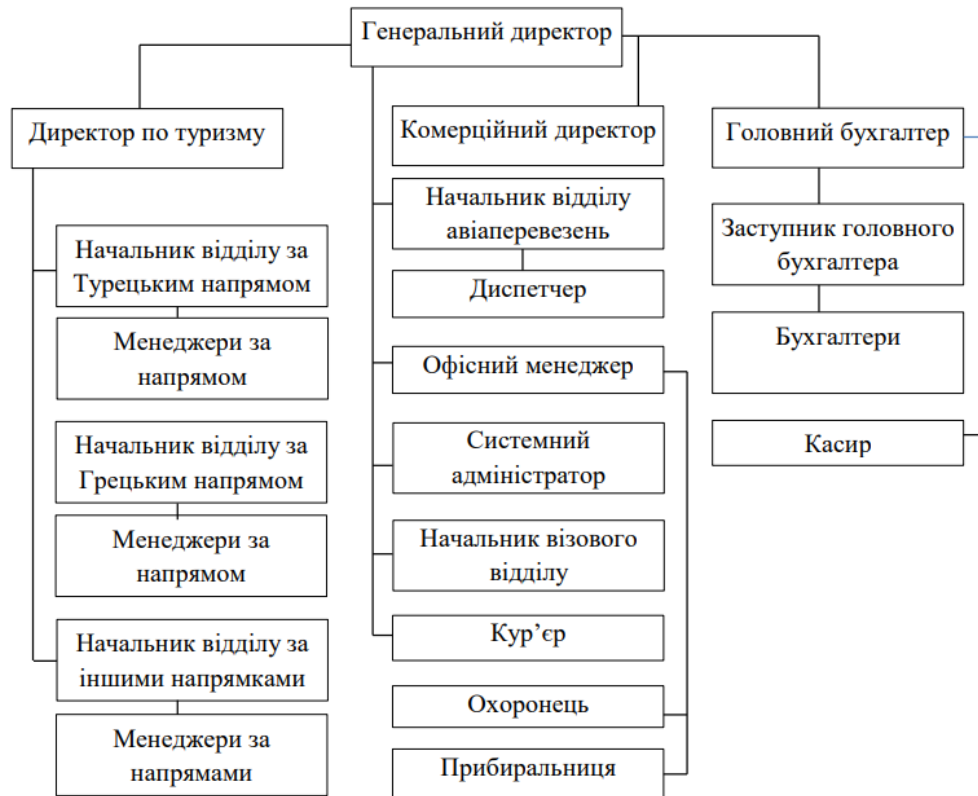 Генеральний директор
Директор по туризму
Комерційний директор
Головний бухгалтер
Начальник відділу за
Турецьким напрямом
Менеджери за
напрямом
Начальник відділу за
Грецьким напрямом
Менеджери за
напрямом
Начальник відділу за
іншими напрямками
Менеджери за
напрямами
Начальник відділу
авіаперевезень
Диспетчер
Офісний менеджер
Системний
адміністратор
Начальник візового
відділу
Кур’єр
Охоронець
Прибиральниця
Заступник головного
бухгалтера
Бухгалтери
Касир